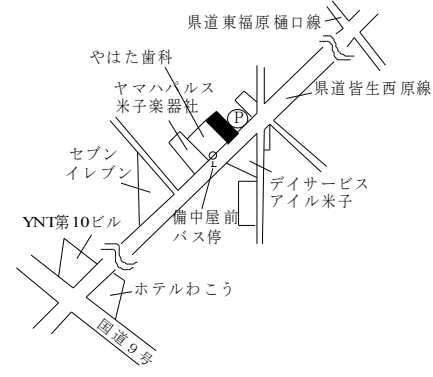 県道東福原樋口線
やはた歯科
ヤマハパルス
米子楽器社
P
県道皆生西原線
セブン
イレブン
デイサービス
アイル米子
備中屋前
バス停
YNT第10ビル
ホテルわこう
国道9号